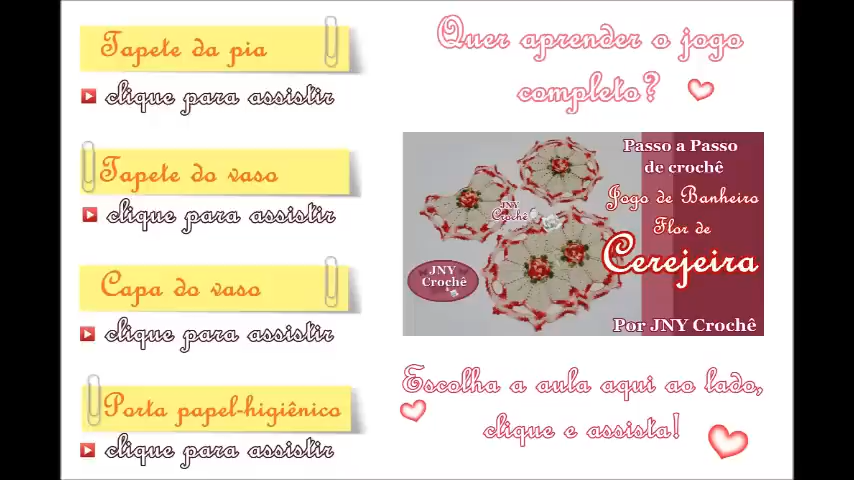 Tapete da pia
clique para assistir
Tapete do vaso
clique para assistir
Capa do vaso
clique para assistir
Porta papel-higiênico
clique para assistir
Quer aprender o jogo
completo?
Passo a Passo
de crochê
Jogo de Banheiro
Flor de
Cerejeira
JNY
Crochê
JNY
Crochê
Por JNY Crochê
Escolha a aula aqui ao lado,
clique e assista!